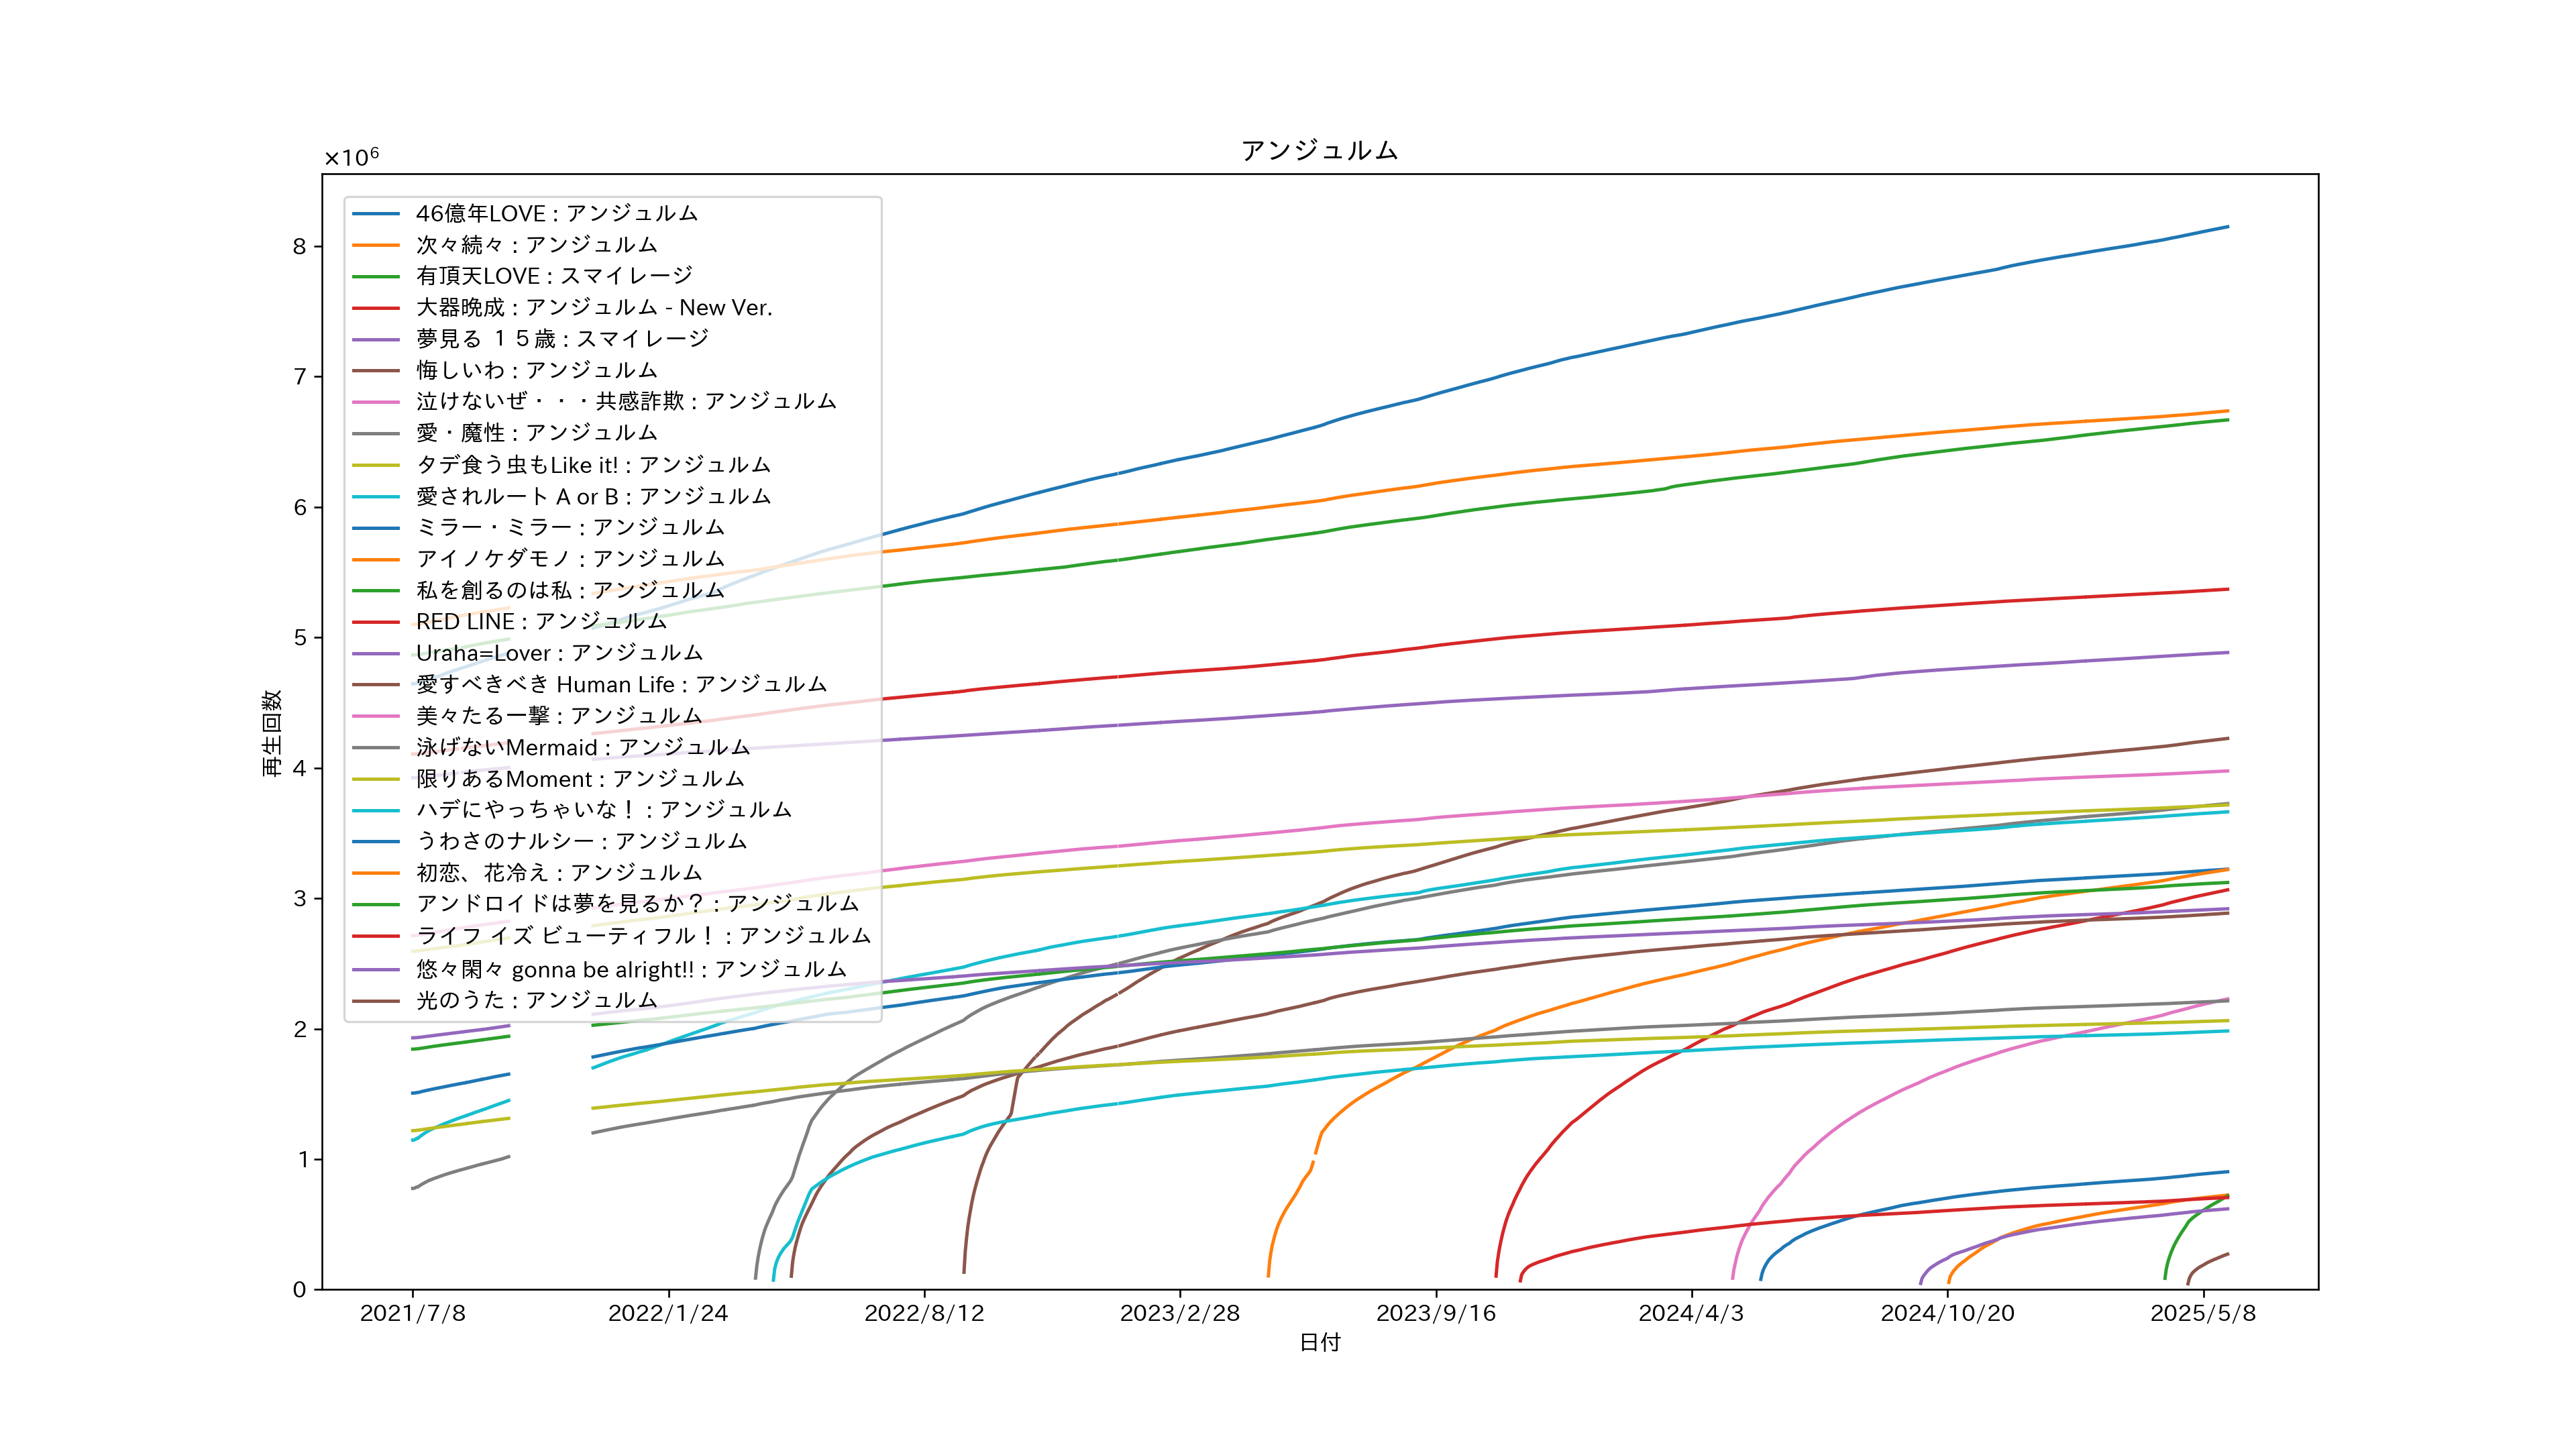 アンジュルム
×10⁶
46億年LOVE : アンジュルム
次々続々 : アンジュルム
有頂天LOVE : スマイレージ
大器晩成 : アンジュルム - New Ver.
夢見る １５歳 : スマイレージ
悔しいわ : アンジュルム
泣けないぜ・・・共感詐欺 : アンジュルム
愛・魔性 : アンジュルム
タデ食う虫もLike it! : アンジュルム
愛されルート A or B : アンジュルム
ミラー・ミラー : アンジュルム
アイノケダモノ : アンジュルム
私を創るのは私 : アンジュルム
RED LINE : アンジュルム
Uraha=Lover : アンジュルム
愛すべきべき Human Life : アンジュルム
美々たる一撃 : アンジュルム
泳げないMermaid : アンジュルム
限りあるMoment : アンジュルム
ハデにやっちゃいな！ : アンジュルム
うわさのナルシー : アンジュルム
初恋、花冷え : アンジュルム
アンドロイドは夢を見るか？ : アンジュルム
ライフ イズ ビューティフル！ : アンジュルム
悠々閑々 gonna be alright!! : アンジュルム
光のうた : アンジュルム
8
7
6
5
4
3
2
1
0
再生回数
2021/7/8
2022/1/24
2022/8/12
2023/2/28
2023/9/16
2024/4/3
2024/10/20
2025/5/8
日付